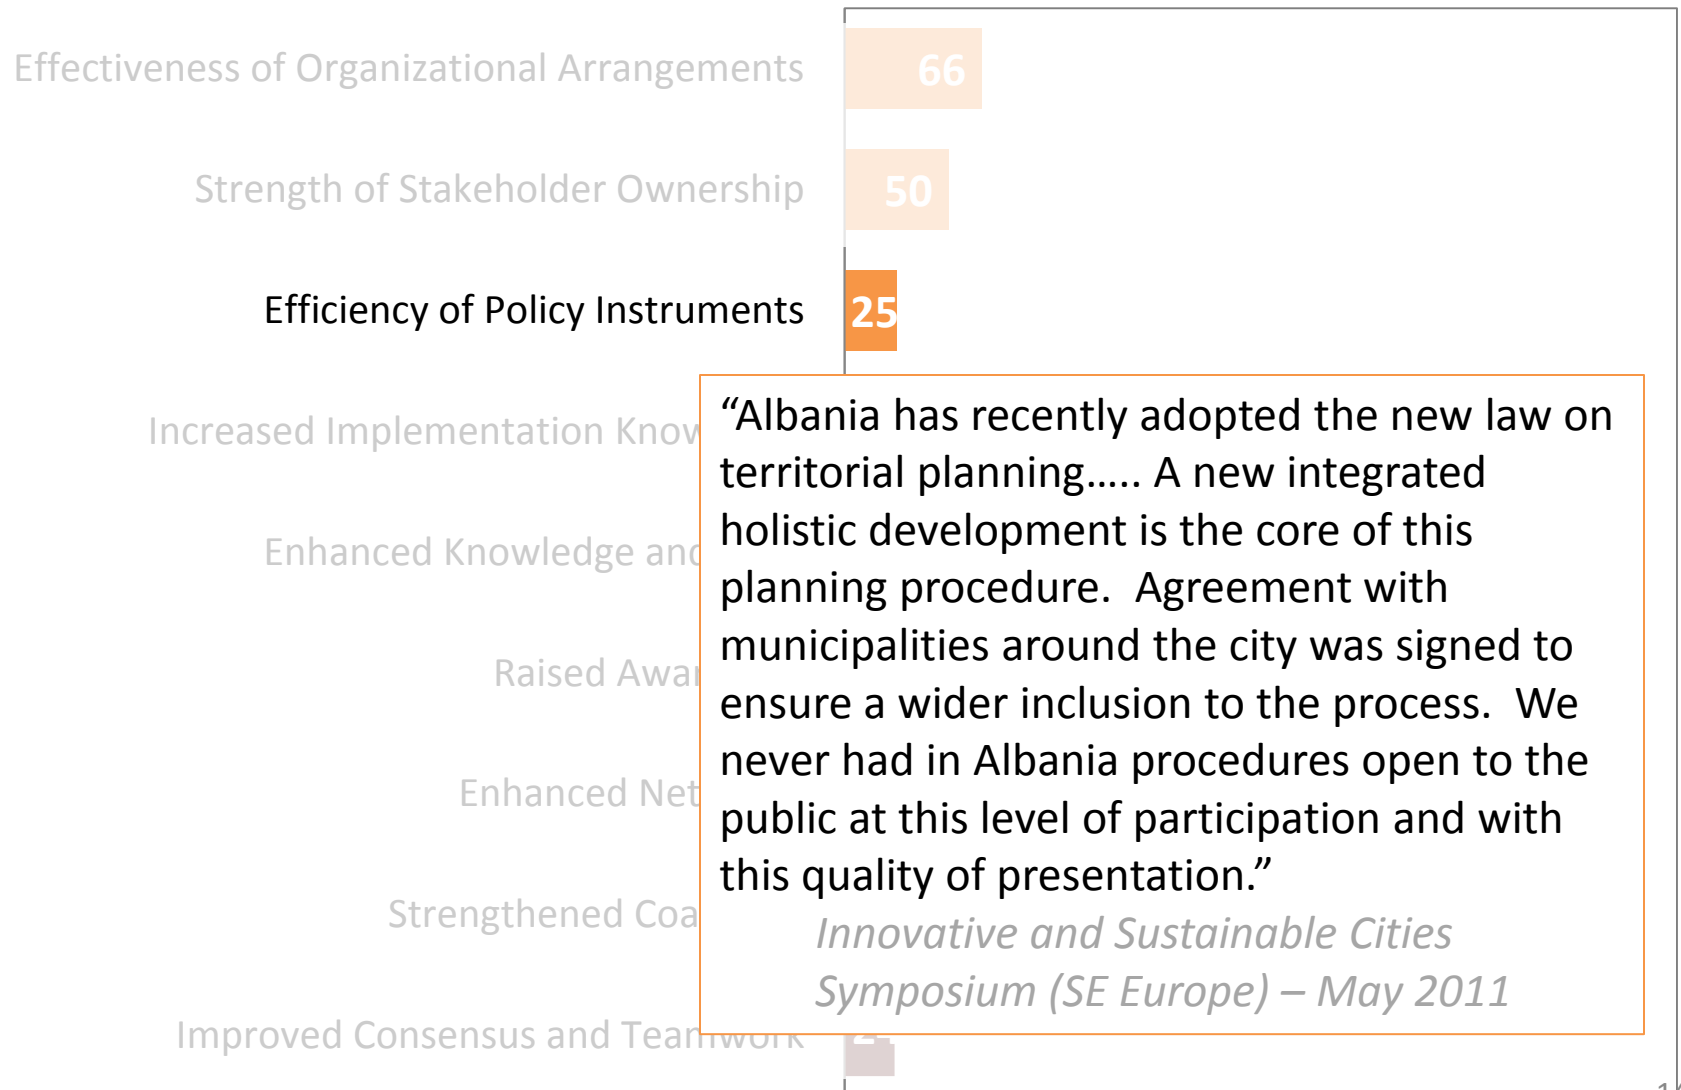 Effectiveness of Organizational Arrangements 66
Strength of Stakeholder Ownership 50
Efficiency of Policy Instruments 25
Increased Implementation
Enhanced Knowledge and
Raised
Enhanced
Strengthened
Improved Consensus and Teamwork
“Albania has recently adopted the new law on
territorial planning….. A new integrated
holistic development is the core of this
planning procedure.  Agreement with
municipalities around the city was signed to
ensure a wider inclusion to the process.  We
never had in Albania procedures open to the
public at this level of participation and with
this quality of presentation.”
Innovative and Sustainable Cities
Symposium (SE Europe) – May 2011